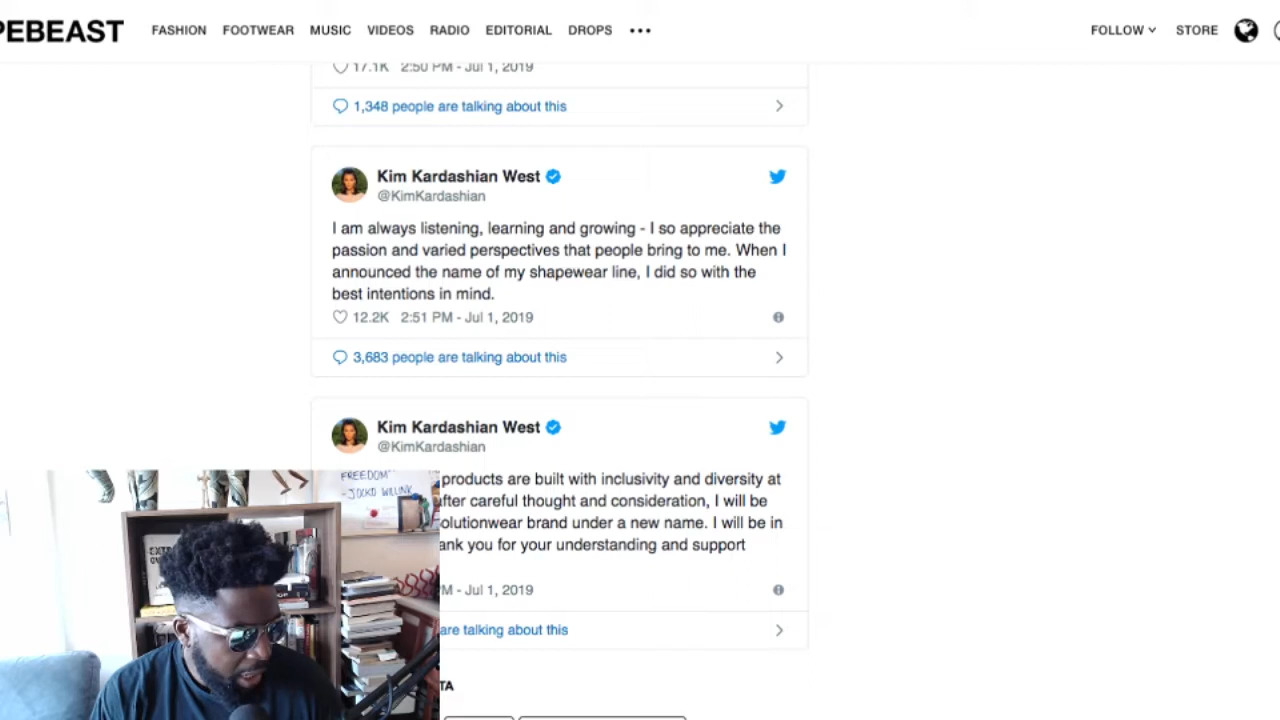 PEBEAST FASHION FOOTWEAR MUSIC VIDEOS RADIO EDITORIAL DROPS ••• FOLLOW STORE
17.1K 2:50 PM - Jul 1, 2019
1,348 people are talking about this
Kim Kardashian West
@KimKardashian
I am always listening, learning and growing - I so appreciate the
passion and varied perspectives that people bring to me. When I
announced the name of my shapewear line, I did so with the
best intentions in mind.
12.2K 2:51 PM - Jul 1, 2019
3,683 people are talking about this
Kim Kardashian West
@KimKardashian
products are built with inclusivity and diversity at
after careful thought and consideration, I will be
olutionwear brand under a new name. I will be in
ank you for your understanding and support
M - Jul 1, 2019
are talking about this
TA
FREEDOM"
-JOCKO WILLINK